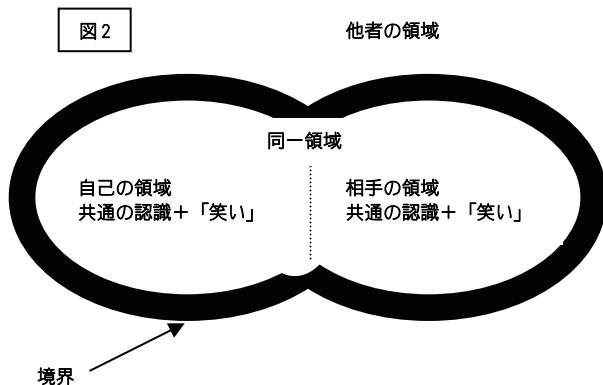 図2
他者の領域
同一領域
自己の領域
共通の認識+「笑い」
相手の領域
共通の認識+「笑い」
境界